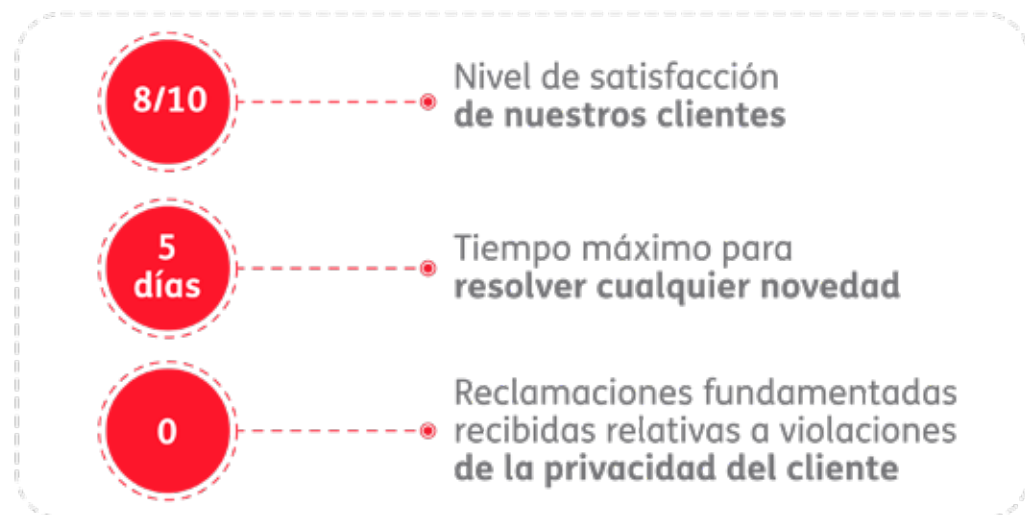 8/10
Nivel de satisfacción
de nuestros clientes
5
días
Tiempo máximo para
resolver cualquier novedad
0
Reclamaciones fundamentadas
recibidas relativas a violaciones
de la privacidad del cliente